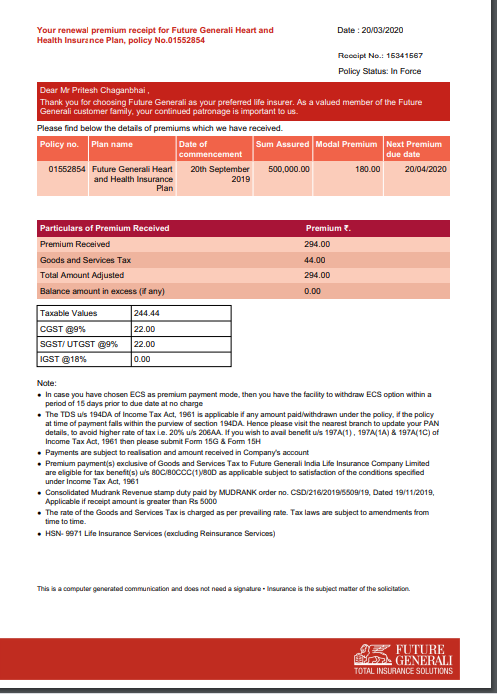 Your renewal premium receipt for Future Generali Heart and
Health Insurance Plan, policy No.01552854
Date : 20/03/2020
Receipt No.: 15341567
Policy Status: In Force
Dear Mr Pritesh Chaganbhai ,
Thank you for choosing Future Generali as your preferred life insurer. As a valued member of the Future
Generali customer family, your continued patronage is important to us.
Please find below the details of premiums which we have received.
Policy no. Plan name Date of commencement Sum Assured Modal Premium Next Premium due date
01552854 Future Generali Heart and Health Insurance Plan 20th September 2019 500,000.00 180.00 20/04/2020
Particulars of Premium Received Premium ₹.
Premium Received 294.00
Goods and Services Tax 44.00
Total Amount Adjusted 294.00
Balance amount in excess (if any) 0.00
Taxable Values 244.44
CGST @9% 22.00
SGST/ UTGST @9% 22.00
IGST @18% 0.00
Note:
• In case you have chosen ECS as premium payment mode, then you have the facility to withdraw ECS option within a
period of 15 days prior to due date at no charge
• The TDS u/s 194DA of Income Tax Act, 1961 is applicable if any amount paid/withdrawn under the policy, if the policy
at time of payment falls within the purview of section 194DA. Hence please visit the nearest branch to update your PAN
details, to avoid higher rate of tax i.e. 20% u/s 206AA. If you wish to avail benefit u/s 197A(1) , 197A(1A) & 197A(1C) of
Income Tax Act, 1961 then please submit Form 15G & Form 15H
• Payments are subject to realisation and amount received in Company's account
• Premium payment(s) exclusive of Goods and Services Tax to Future Generali India Life Insurance Company Limited
are eligible for tax benefit(s) u/s 80C/80CCC(1)/80D as applicable subject to satisfaction of the conditions specified
under Income Tax Act, 1961
• Consolidated Mudrank Revenue stamp duty paid by MUDRANK order no. CSD/216/2019/5509/19, Dated 19/11/2019,
Applicable if receipt amount is greater than Rs 5000
• The rate of the Goods and Services Tax is charged as per prevailing rate. Tax laws are subject to amendments from
time to time.
• HSN- 9971 Life Insurance Services (excluding Reinsurance Services)
This is a computer generated communication and does not need a signature • Insurance is the subject matter of the solicitation.
FUTURE
GENERALI
TOTAL INSURANCE SOLUTIONS